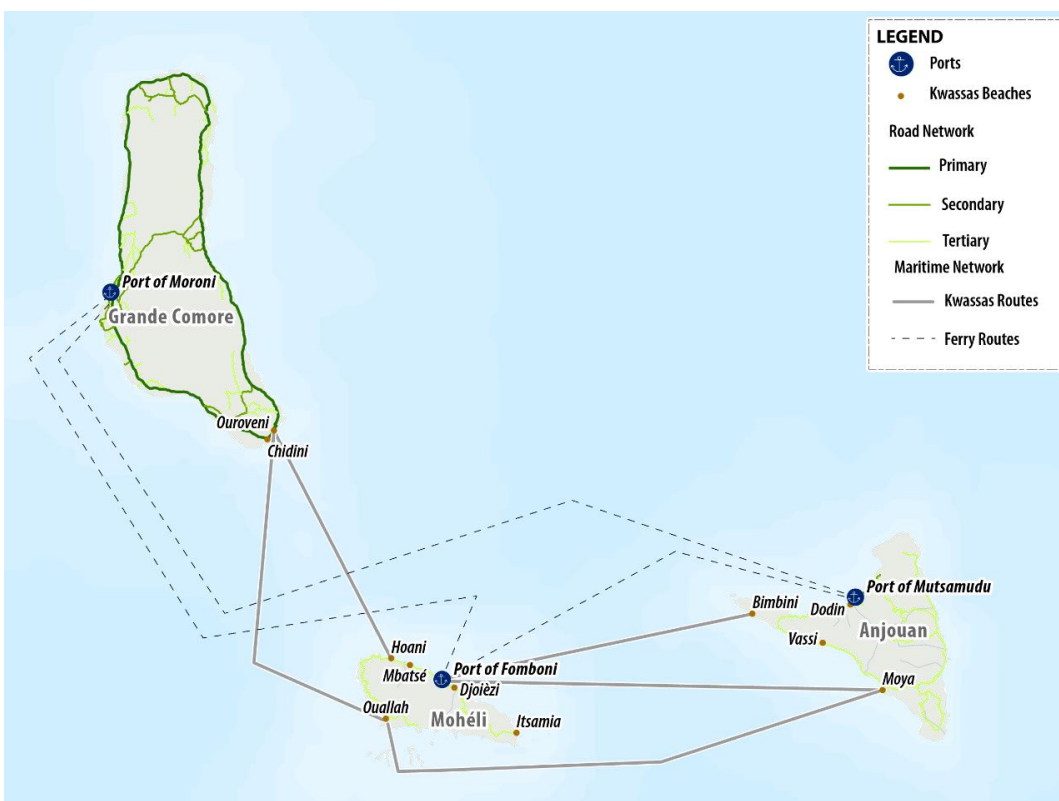 LEGEND
Ports
Kwassas Beaches
Road Network
Primary
Secondary
Tertiary
Maritime Network
Kwassas Routes
Ferry Routes
Port of Moroni
Grande Comore
Ouroveni
Chidini
Hoani
Mbatsé
Port of Fomboni
Djoièzi
Ouallah
Mohéli
Itsamia
Bimbini
Dodin
Port of Mutsamudu
Vassi
Anjouan
Moya